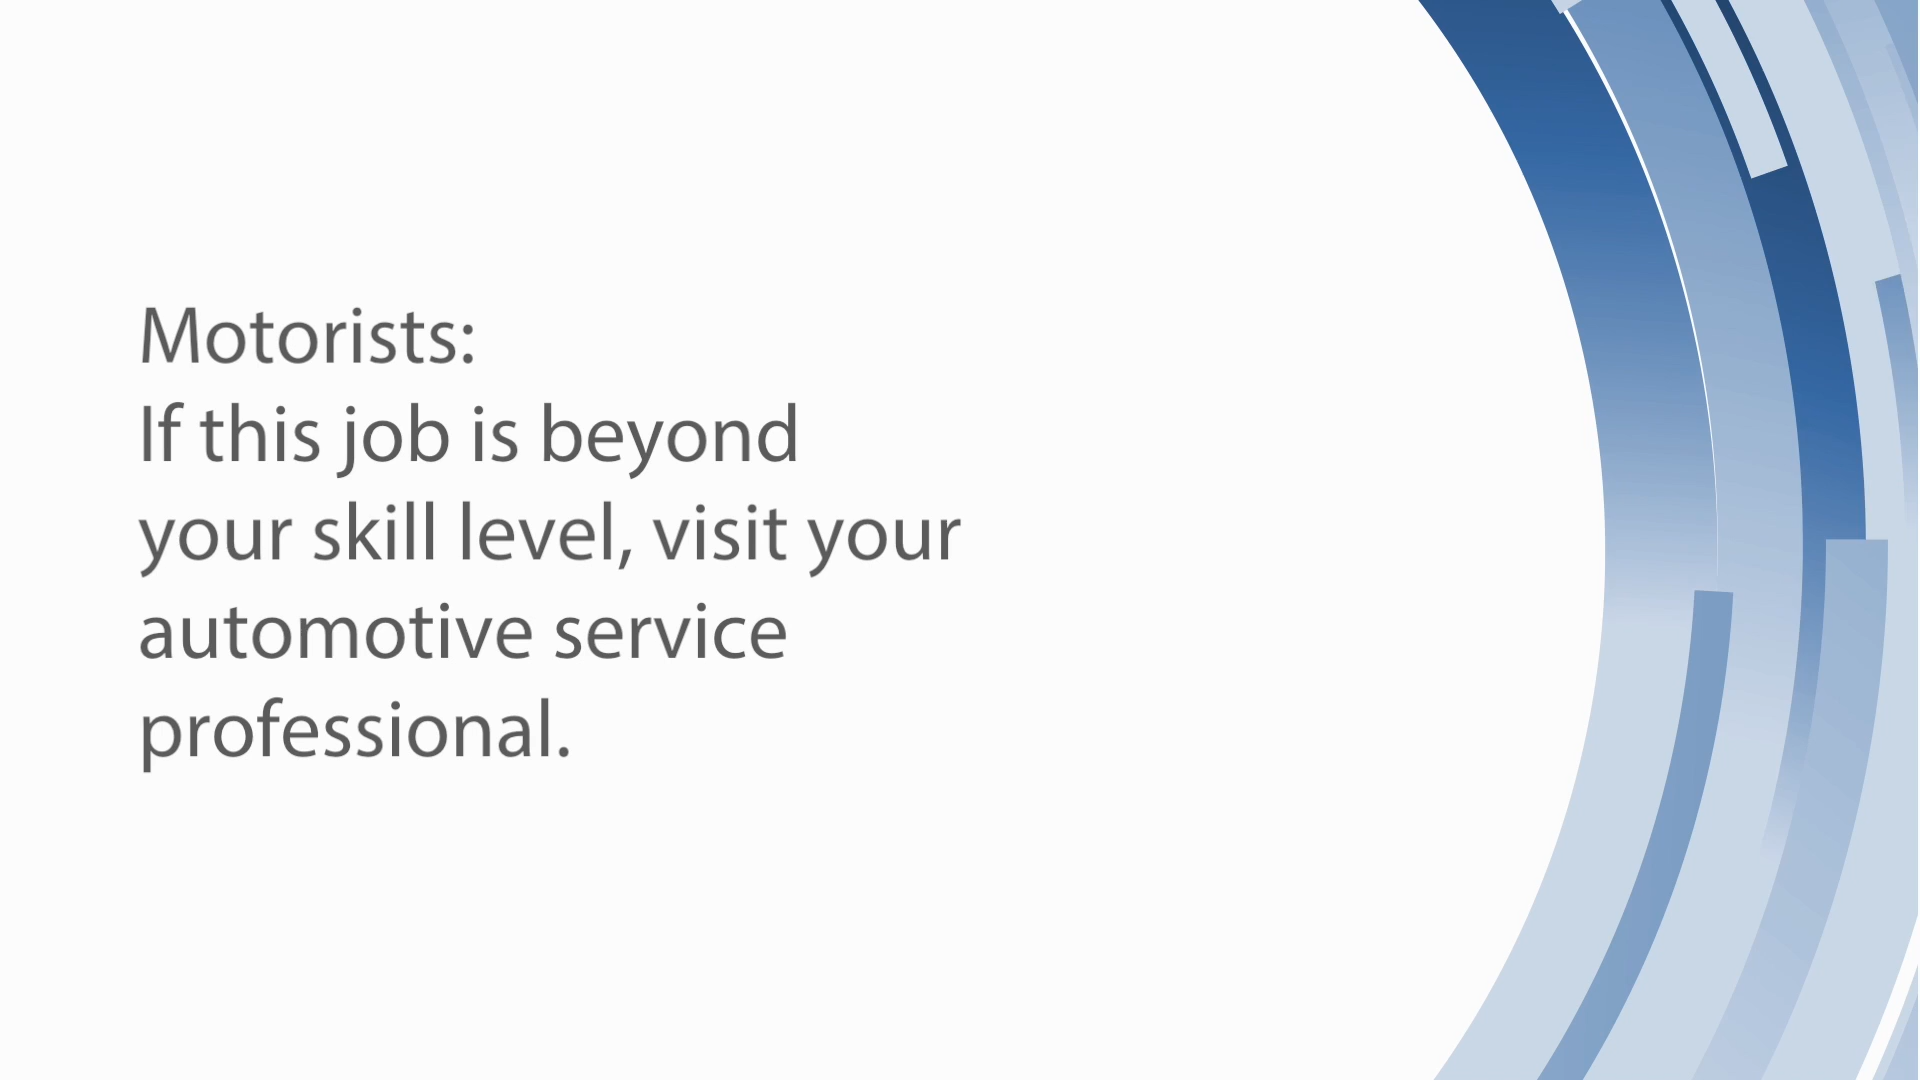 Motorists:
If this job is beyond
your skill level, visit your
automotive service
professional.